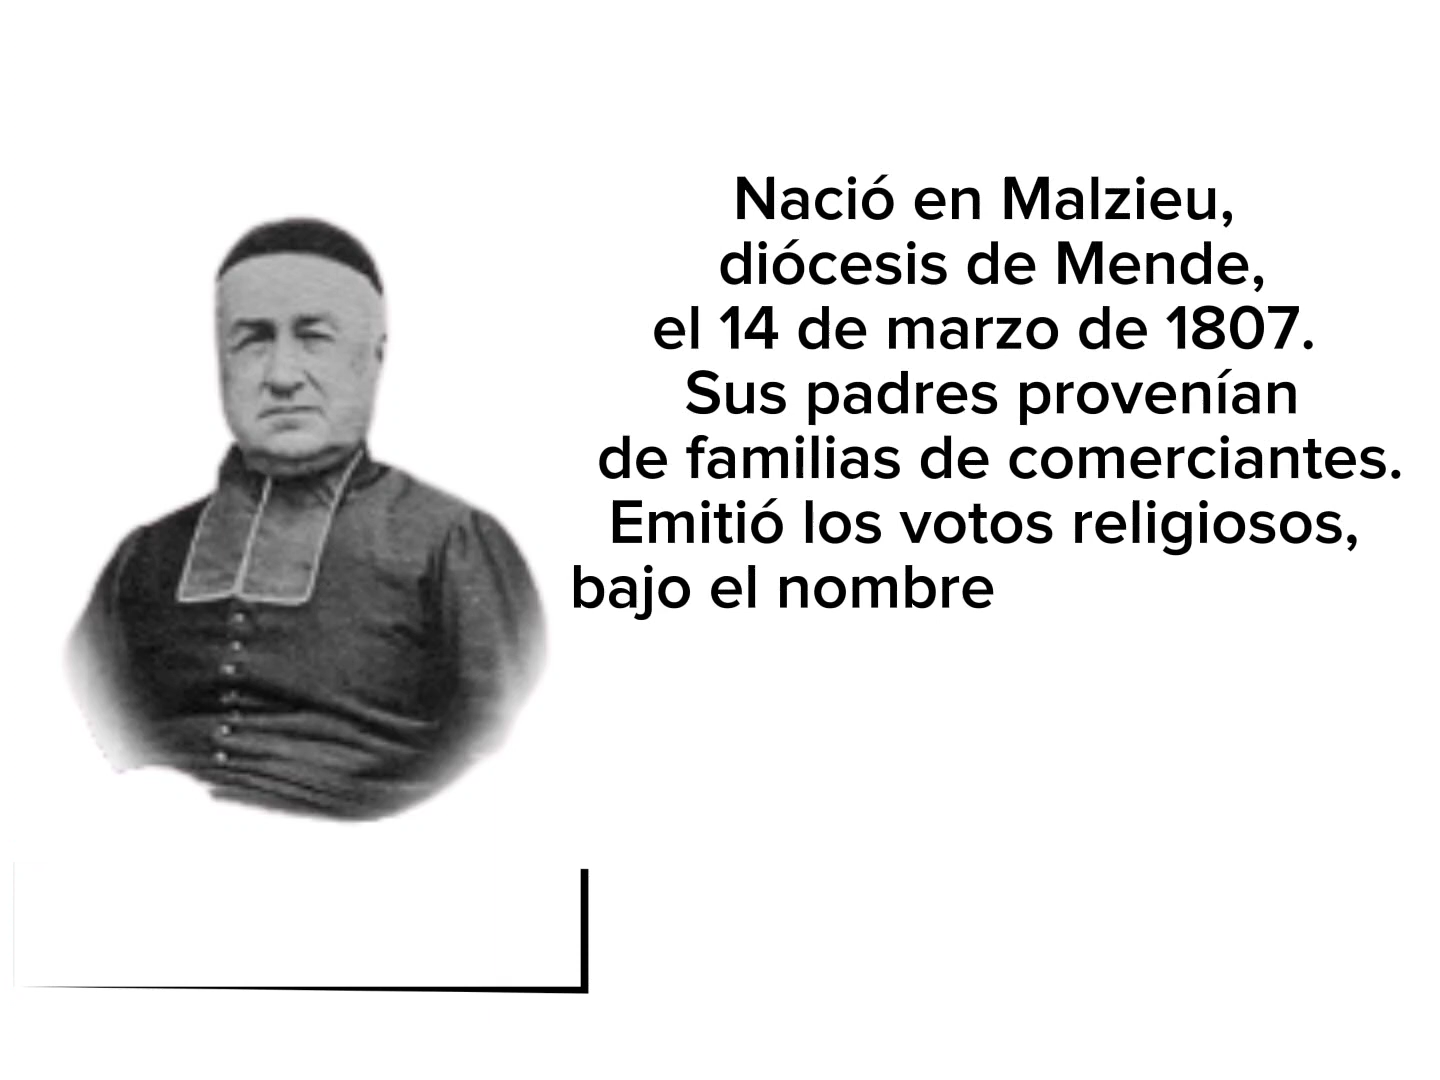 Nació en Malzieu,
diócesis de Mende,
el 14 de marzo de 1807.
Sus padres provenían
de familias de comerciantes.
Emitió los votos religiosos,
bajo el nombre